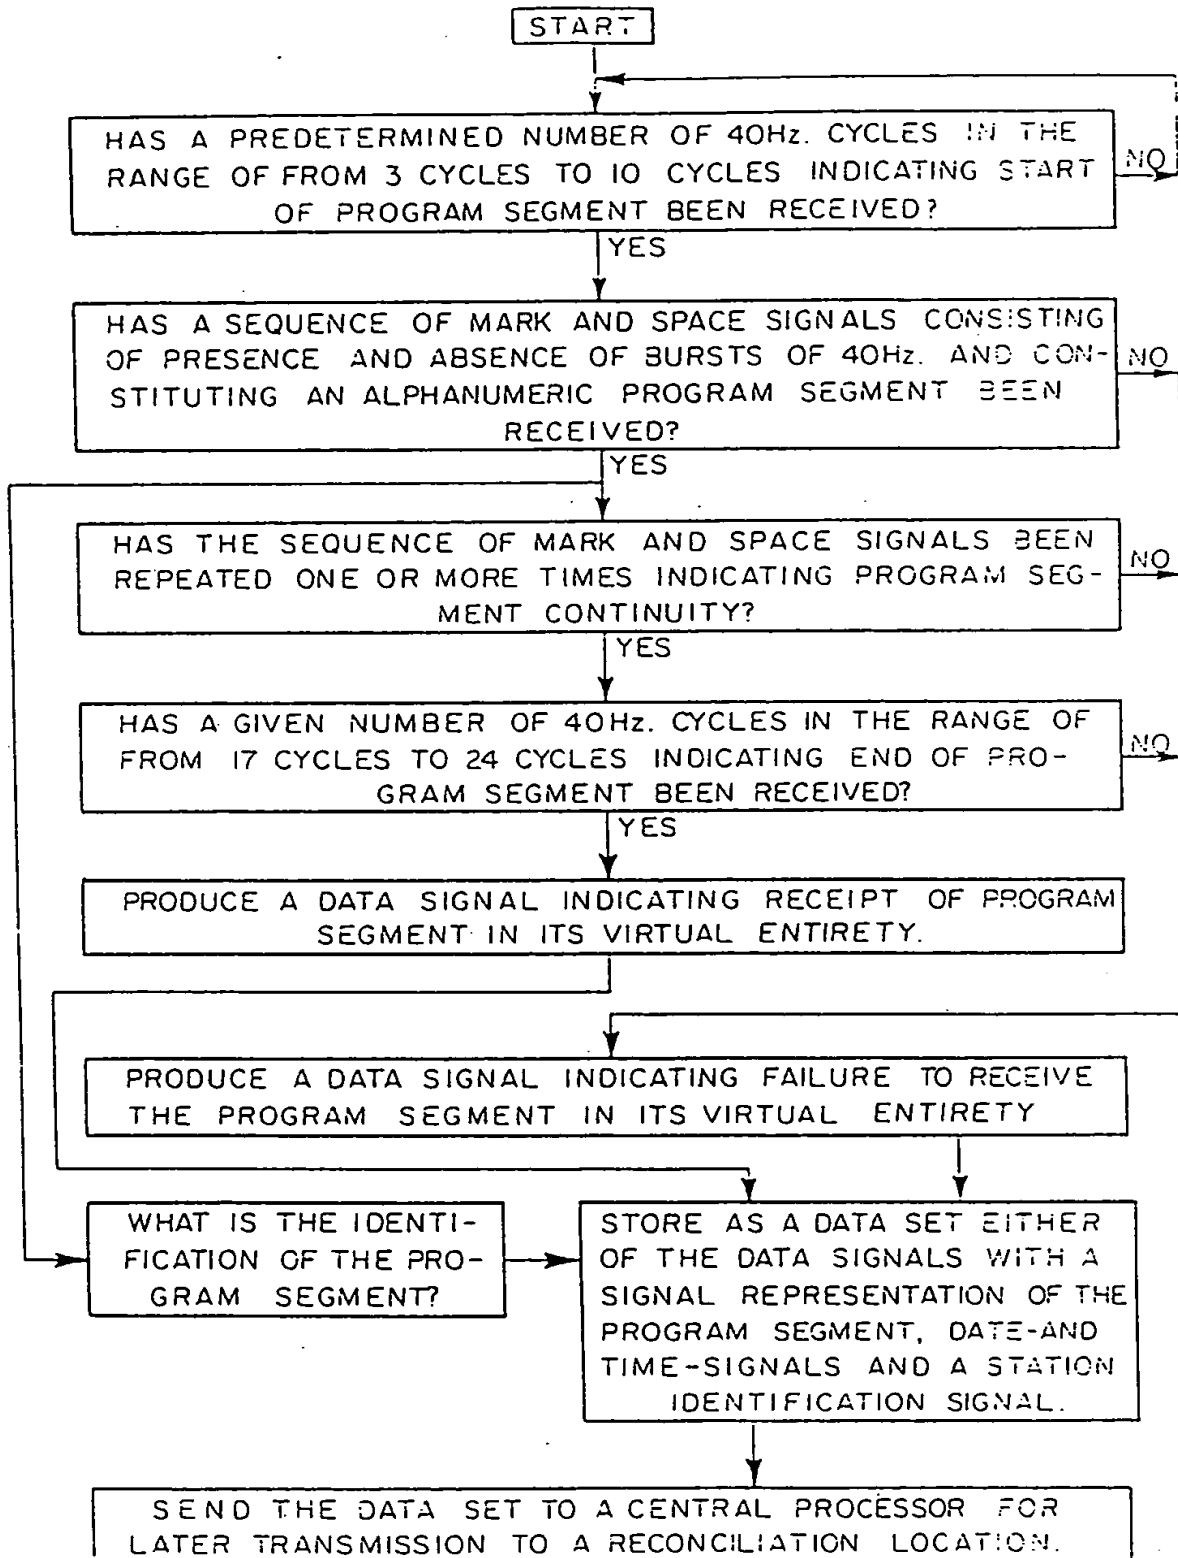 START
HAS A PREDETERMINED NUMBER OF 40Hz. CYCLES IN THE
RANGE OF FROM 3 CYCLES TO 10 CYCLES INDICATING START
OF PROGRAM SEGMENT BEEN RECEIVED?
NO
YES
HAS A SEQUENCE OF MARK AND SPACE SIGNALS CONSISTING
OF PRESENCE AND ABSENCE OF BURSTS OF 40Hz. AND CON-
STITUTING AN ALPHANUMERIC PROGRAM SEGMENT BEEN
RECEIVED?
NO
YES
HAS THE SEQUENCE OF MARK AND SPACE SIGNALS BEEN
REPEATED ONE OR MORE TIMES INDICATING PROGRAM SEG-
MENT CONTINUITY?
NO
YES
HAS A GIVEN NUMBER OF 40Hz. CYCLES IN THE RANGE OF
FROM 17 CYCLES TO 24 CYCLES INDICATING END OF PRO-
GRAM SEGMENT BEEN RECEIVED?
NO
YES
PRODUCE A DATA SIGNAL INDICATING RECEIPT OF PROGRAM
SEGMENT IN ITS VIRTUAL ENTIRETY.
PRODUCE A DATA SIGNAL INDICATING FAILURE TO RECEIVE
THE PROGRAM SEGMENT IN ITS VIRTUAL ENTIRETY
WHAT IS THE IDENTI-
FICATION OF THE PRO-
GRAM SEGMENT?
STORE AS A DATA SET EITHER
OF THE DATA SIGNALS WITH A
SIGNAL REPRESENTATION OF THE
PROGRAM SEGMENT, DATE-AND
TIME-SIGNALS AND A STATION
IDENTIFICATION SIGNAL.
SEND THE DATA SET TO A CENTRAL PROCESSOR FOR
LATER TRANSMISSION TO A RECONCILIATION LOCATION.